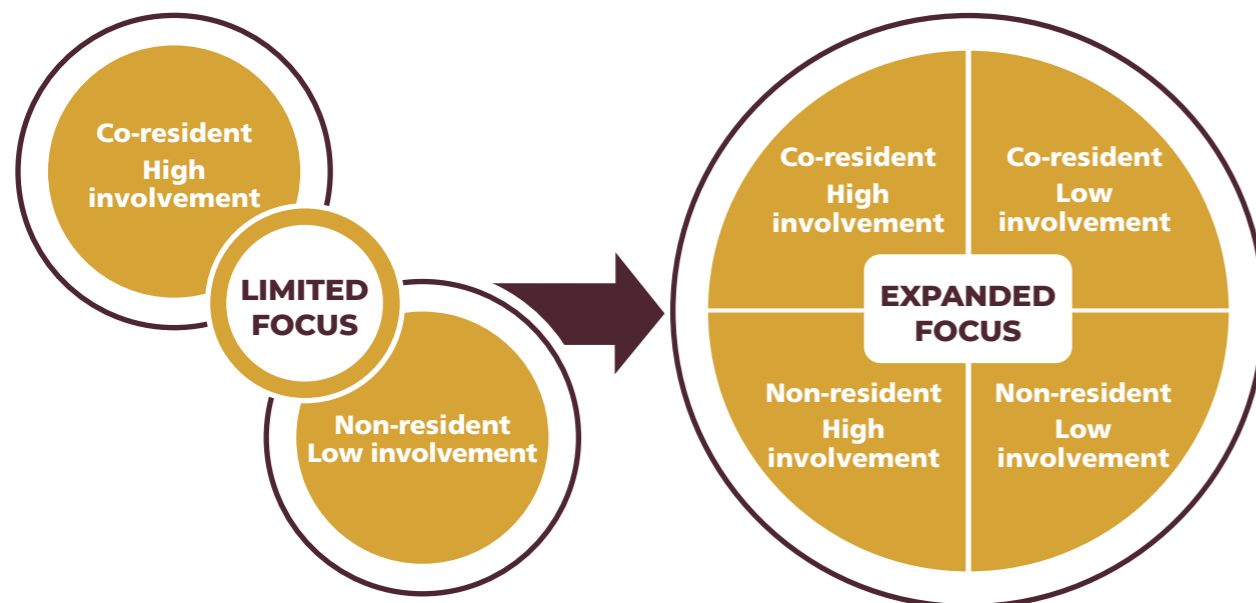 Co-resident
High
involvement
LIMITED
FOCUS
Non-resident
Low involvement
Co-resident
High
involvement
Co-resident
Low
involvement
EXPANDED
FOCUS
Non-resident
High
involvement
Non-resident
Low
involvement